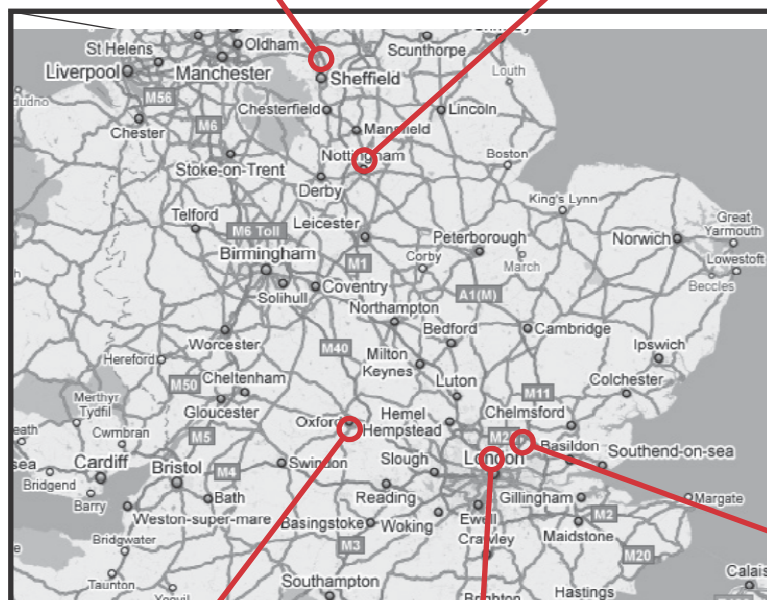 Oldham
Scunthorpe
St Helens
Liverpool
Manchester
Sheffield
Louth
M56
Chesterfield
Lincoln
Chester
M6
Mansfield
Nottingham
Boston
Stoke-on-Trent
Derby
King's Lynn
Telford
M6 Toll
Leicester
Great
Yarmouth
Peterborough
Norwich
Birmingham
M1
Corby
March
Lowestoft
Solihull
Coventry
A1(M)
Beccles
Northampton
Worcester
Bedford
Cambridge
M40
Ipswich
Hereford
Milton
Keynes
M50
Cheltenham
Luton
M11
Colchester
Merthyr
Tydfil
Gloucester
Hemel
Hempstead
Chelmsford
Oxford
Cwmbran
M5
Basildon
Southend-on-sea
Cardiff
Bristol
M4
Swindon
Slough
London
Bridgend
Bath
Reading
Gillingham
Margate
Barry
Weston-super-mare
Basingstoke
Woking
Ewell
M2
Maidstone
Bridgwater
M3
Crawley
M20
Taunton
Southampton
Calais
Brighton
Hastings